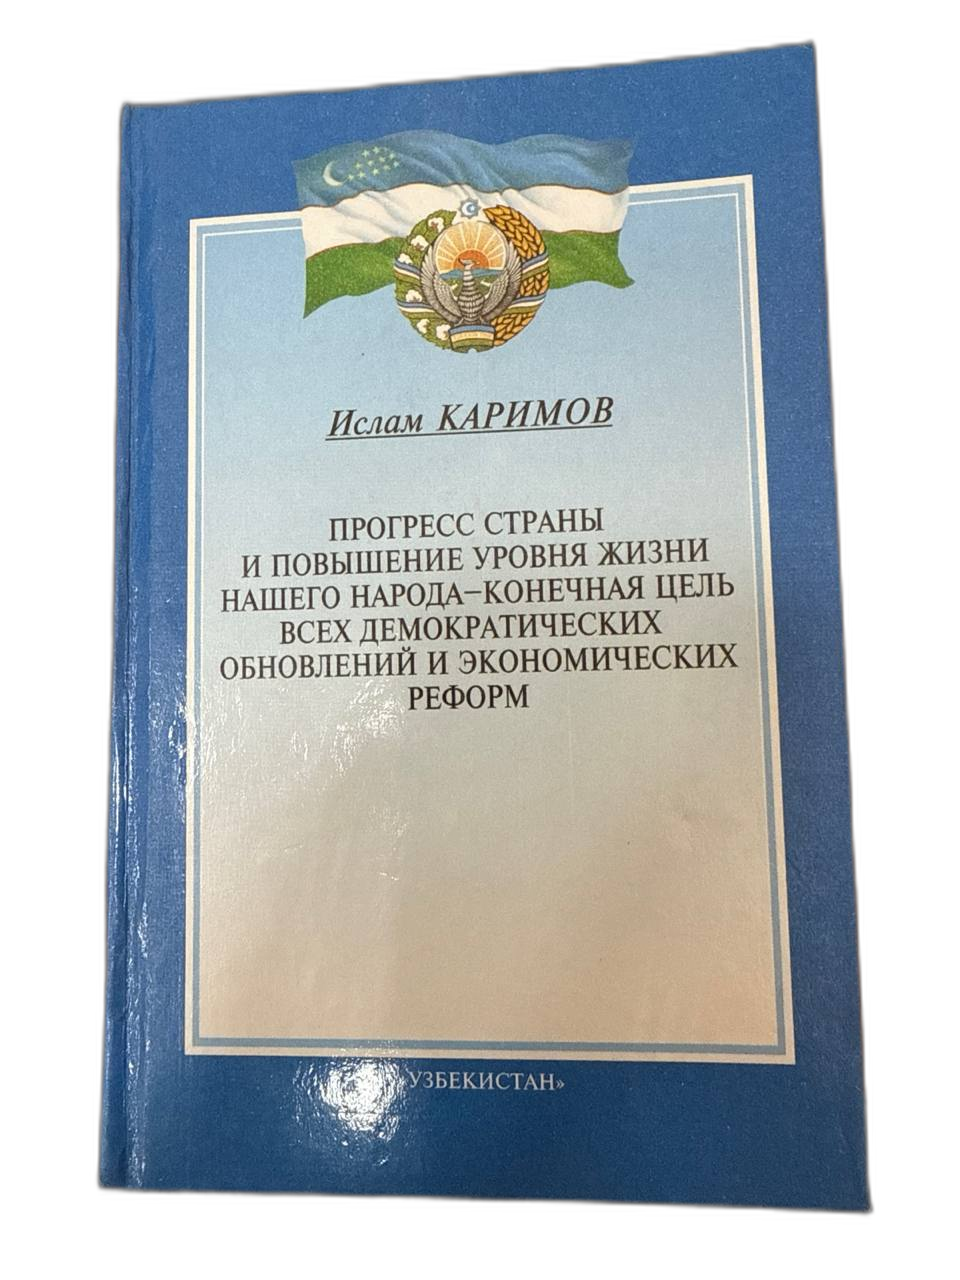 Ислам КАРИМОВ
ПРОГРЕСС СТРАНЫ
И ПОВЫШЕНИЕ УРОВНЯ ЖИЗНИ
НАШЕГО НАРОДА–КОНЕЧНАЯ ЦЕЛЬ
ВСЕХ ДЕМОКРАТИЧЕСКИХ
ОБНОВЛЕНИЙ И ЭКОНОМИЧЕСКИХ
РЕФОРМ
«УЗБЕКИСТАН»